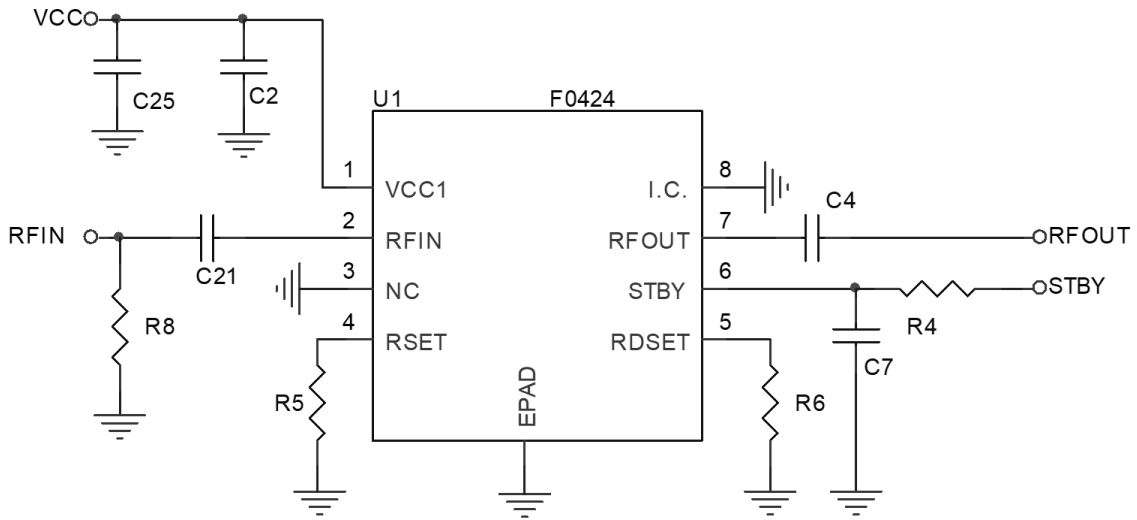 VCC
C25
C2
U1
F0424
1
VCC1
8
I.C.
C4
RFIN
2
RFIN
7
RFOUT
RFOUT
C21
3
NC
6
STBY
STBY
R8
4
RSET
5
RDSET
R4
C7
R5
EPAD
R6